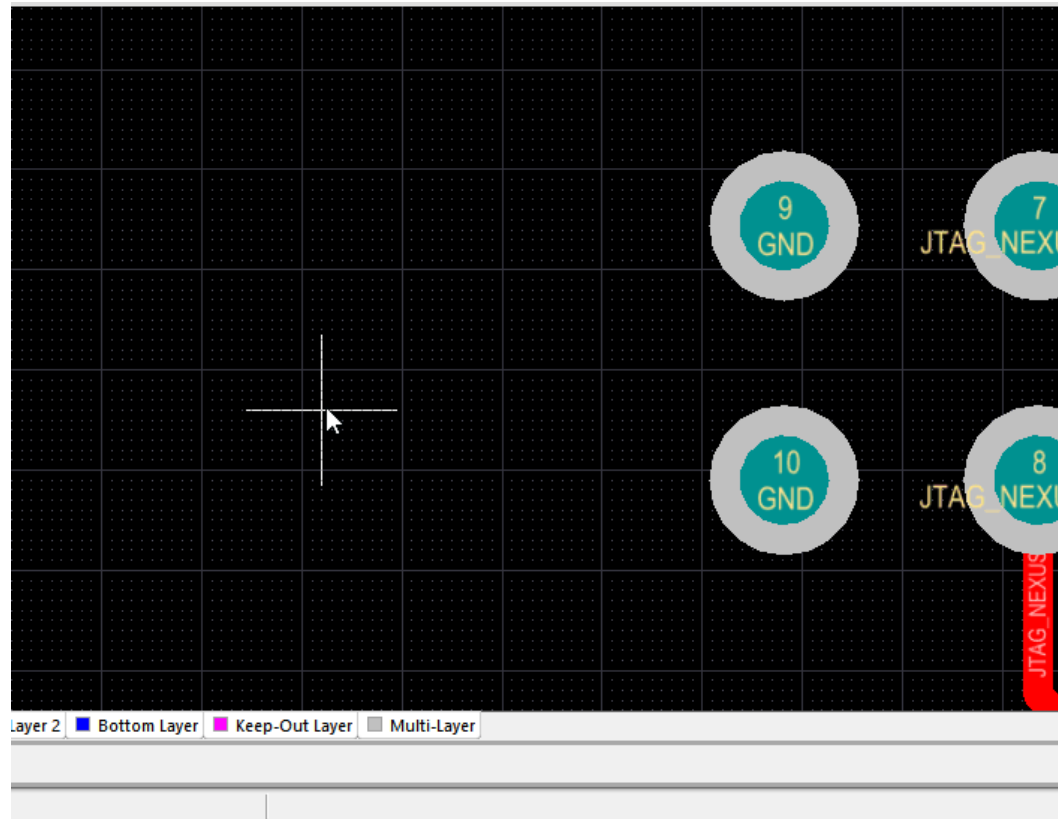 9
GND
7
JTAG_NEXU
10
GND
8
JTAG_NEXU
JTAG_NEXUS
Layer 2
Bottom Layer
Keep-Out Layer
Multi-Layer